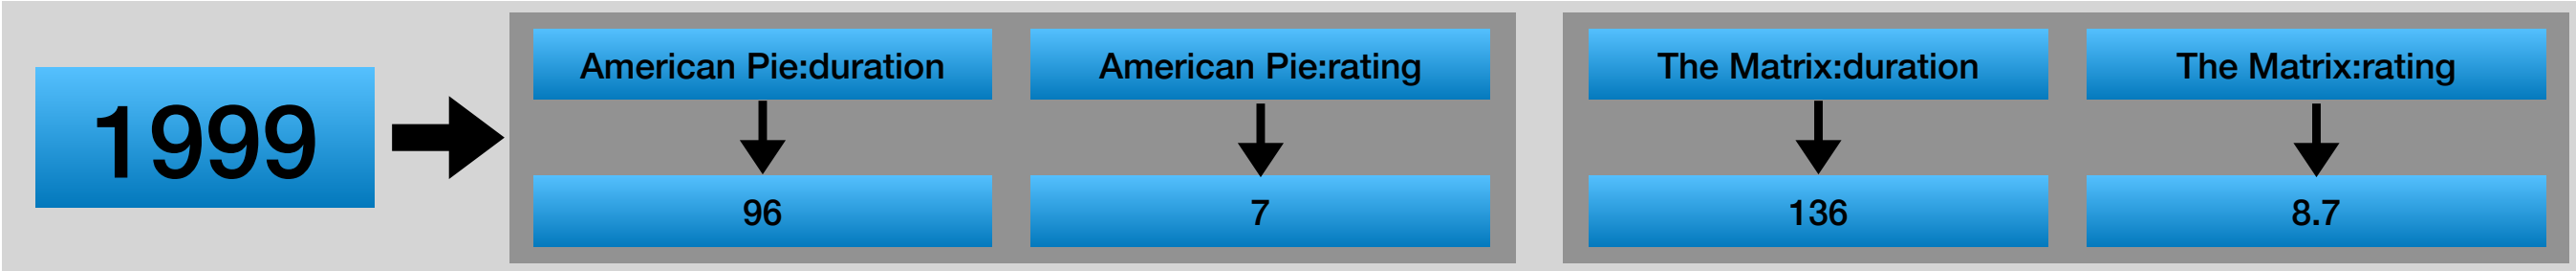 1999
American Pie:duration
American Pie:rating
The Matrix:duration
The Matrix:rating
96
7
136
8.7